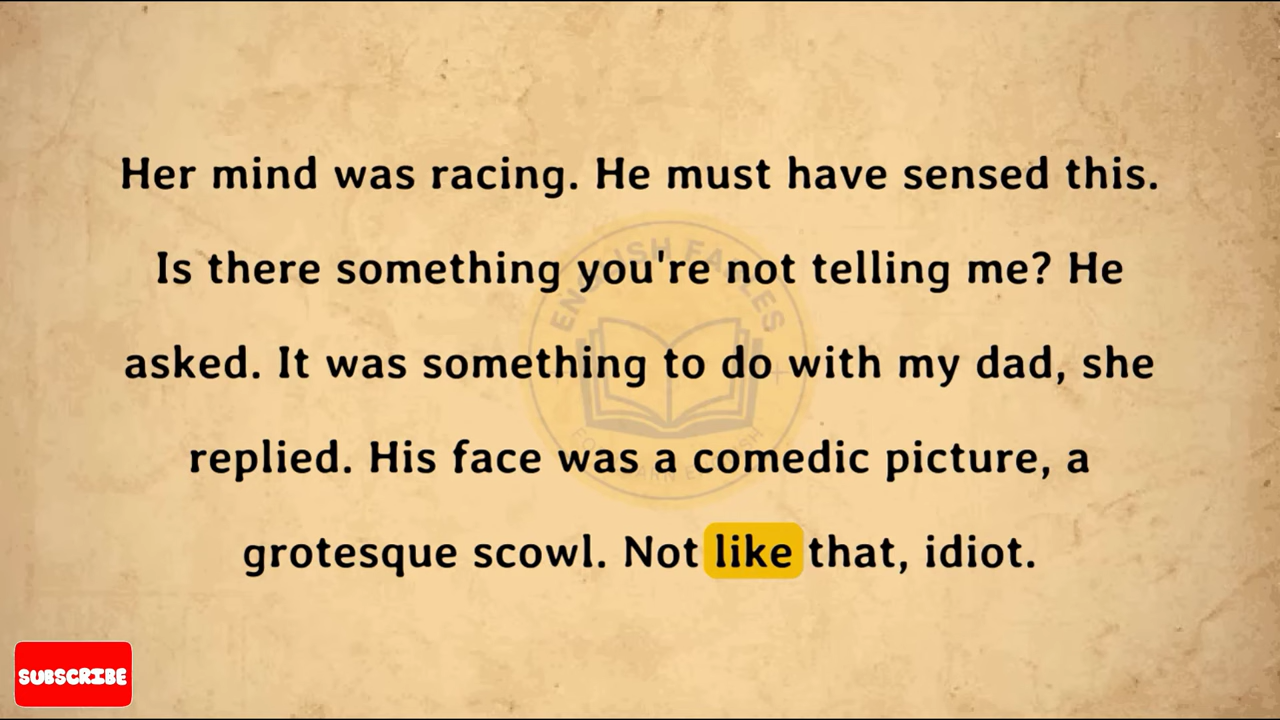 Her mind was racing. He must have sensed this.
Is there something you're not telling me? He
asked. It was something to do with my dad, she
replied. His face was a comedic picture, a
grotesque scowl. Not like that, idiot.
SUBSCRIBE